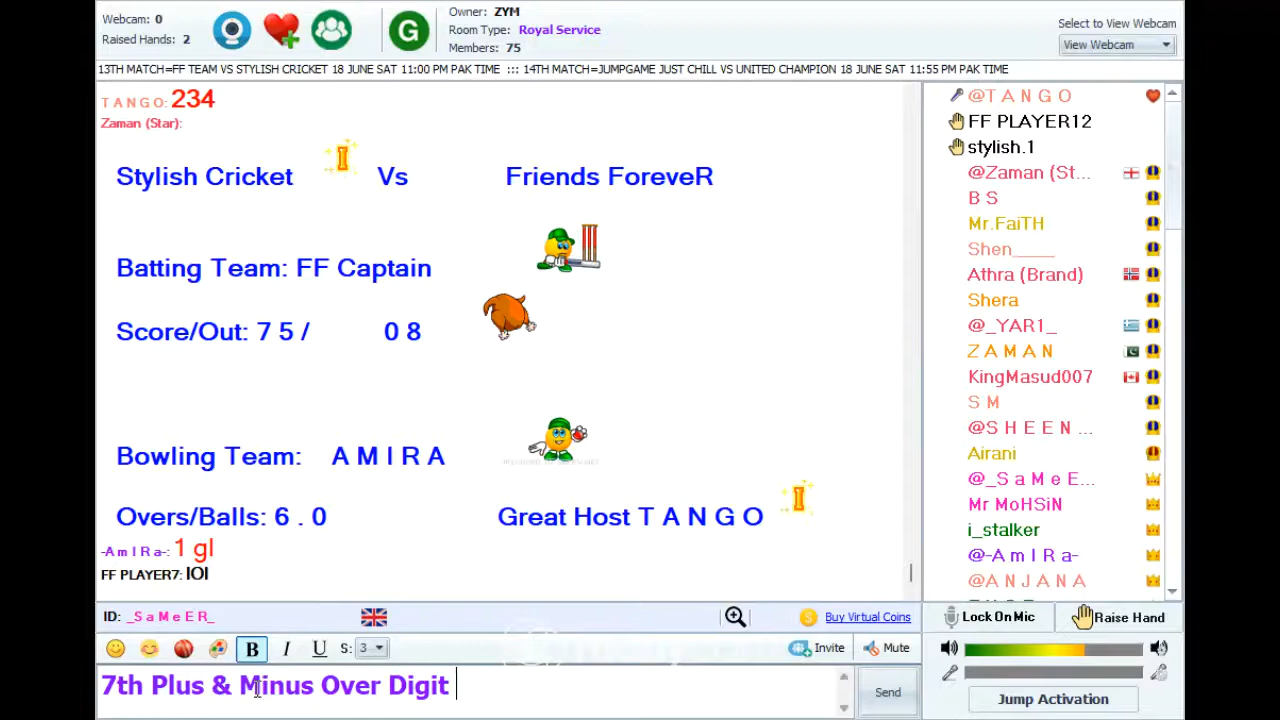 Webcam: 0
Raised Hands: 2
G
Owner: ZYM
Room Type: Royal Service
Members: 75
Select to View Webcam
View Webcam
13TH MATCH=FF TEAM VS STYLISH CRICKET 18 JUNE SAT 11:00 PM PAK TIME ::: 14TH MATCH=JUMPGAME JUST CHILL VS UNITED CHAMPION 18 JUNE SAT 11:55 PM PAK TIME
T A N G O: 234
Zaman (Star):
Stylish Cricket I Vs Friends ForeveR
Batting Team: FF Captain
Score/Out: 7 5 / 0 8
Bowling Team: A M I R A
Overs/Balls: 6 . 0 Great Host T A N G O I
-A m I R a-: 1 gl
FF PLAYER7: lOl
@T A N G O
FF PLAYER12
stylish.1
@Zaman (St...
B S
Mr.FaiTH
Shen____
Athra (Brand)
Shera
@_YAR1_
Z A M A N
KingMasud007
S M
@S H E E N ...
Airani
@_S a M e E...
Mr MoHSiN
i_stalker
@-A m I R a-
@A N J A N A
ID: _S a M e E R_
Buy Virtual Coins
Lock On Mic
Raise Hand
B I U S: 3
Invite
Mute
7th Plus & Minus Over Digit
Send
Jump Activation